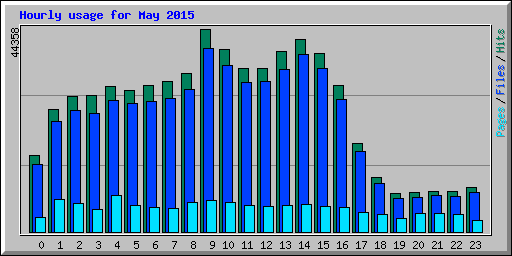 Hourly usage for May 2015
44358
Pages / Files / Hits
0 1 2 3 4 5 6 7 8 9 10 11 12 13 14 15 16 17 18 19 20 21 22 23